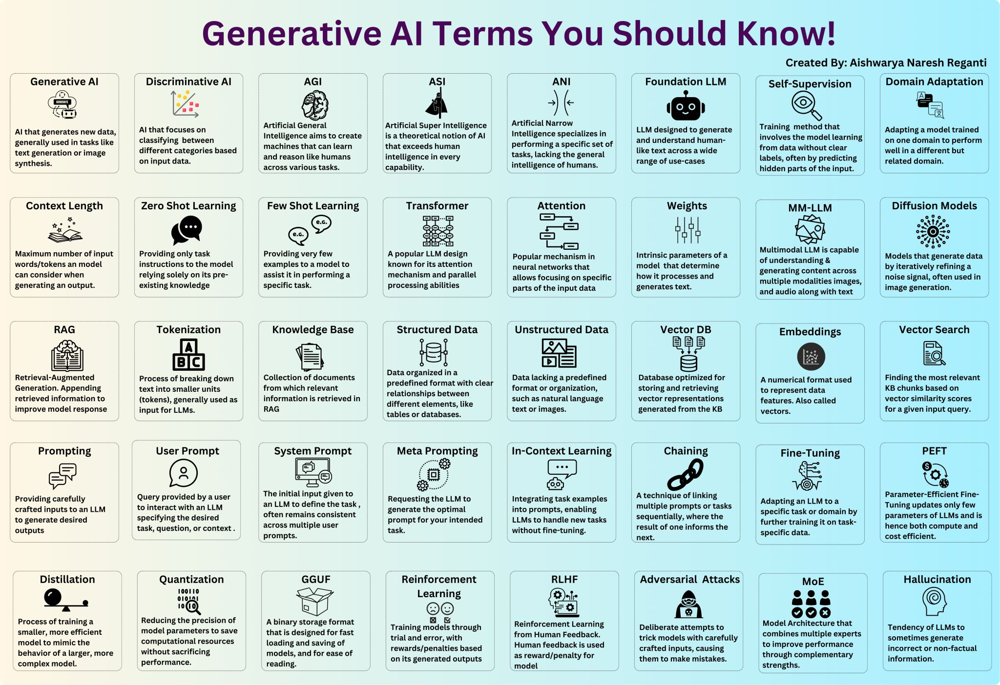 Generative AI Terms You Should Know!
Created By: Aishwarya Naresh Reganti
Generative AI
GENERATE
AI that generates new data,
generally used in tasks like
text generation or image
synthesis.
Discriminative AI
AI that focuses on
classifying between
different categories based
on input data.
AGI
Artificial General
Intelligence aims to create
machines that can learn
and reason like humans
across various tasks.
ASI
Artificial Super Intelligence
is a theoretical notion of AI
that exceeds human
intelligence in every
capability.
ANI
Artificial Narrow
Intelligence specializes in
performing a specific set of
tasks, lacking the general
intelligence of humans.
Foundation LLM
LLM designed to generate
and understand human-
like text across a wide
range of use-cases
Self-Supervision
Training method that
involves the model learning
from data without clear
labels, often by predicting
hidden parts of the input.
Domain Adaptation
A
文
Adapting a model trained
on one domain to perform
well in a different but
related domain.
Context Length
Maximum number of input
words/tokens an model
can consider when
generating an output.
Zero Shot Learning
Providing only task
instructions to the model
relying solely on its pre-
existing knowledge
Few Shot Learning
e.g.
e.g.
Providing very few
examples to a model to
assist it in performing a
specific task.
Transformer
A popular LLM design
known for its attention
mechanism and parallel
processing abilities
Attention
Popular mechanism in
neural networks that
allows focusing on specific
parts of the input data
Weights
Intrinsic parameters of a
model that determine
how it processes and
generates text.
MM-LLM
Multimodal LLM is capable
of understanding &
generating content across
multiple modalities images,
and audio along with text
Diffusion Models
Models that generate data
by iteratively refining a
noise signal, often used in
image generation.
RAG
Retrieval-Augmented
Generation. Appending
retrieved information to
improve model response
Tokenization
A
B C
Process of breaking down
text into smaller units
(tokens), generally used as
input for LLMs.
Knowledge Base
Collection of documents
from which relevant
information is retrieved in
RAG
Structured Data
Data organized in a
predefined format with clear
relationships between
different elements, like
tables or databases.
Unstructured Data
Data lacking a predefined
format or organization,
such as natural language
text or images.
Vector DB
Database optimized for
storing and retrieving
vector representations
generated from the KB
Embeddings
A numerical format used
to represent data
features. Also called
vectors.
Vector Search
Finding the most relevant
KB chunks based on
vector similarity scores
for a given input query.
Prompting
Providing carefully
crafted inputs to an LLM
to generate desired
outputs
User Prompt
Query provided by a user
to interact with an LLM
specifying the desired
task, question, or context .
System Prompt
The initial input given to
an LLM to define the task ,
often remains consistent
across multiple user
prompts.
Meta Prompting
Requesting the LLM to
generate the optimal
prompt for your intended
task.
In-Context Learning
Integrating task examples
into prompts, enabling
LLMs to handle new tasks
without fine-tuning.
Chaining
A technique of linking
multiple prompts or tasks
sequentially, where the
result of one informs the
next.
Fine-Tuning
Adapting an LLM to a
specific task or domain by
further training it on task-
specific data.
PEFT
$
Parameter-Efficient Fine-
Tuning updates only few
parameters of LLMs and is
hence both compute and
cost efficient.
Distillation
Process of training a
smaller, more efficient
model to mimic the
behavior of a larger, more
complex model.
Quantization
100110
010101
10 10
Reducing the precision of
model parameters to save
computational resources
without sacrificing
performance.
GGUF
A binary storage format
that is designed for fast
loading and saving of
models, and for ease of
reading.
Reinforcement
Learning
Training models through
trial and error, with
rewards/penalties based
on its generated outputs
RLHF
Reinforcement Learning
from Human Feedback.
Human feedback is used
as reward/penalty for
model
Adversarial Attacks
Deliberate attempts to
trick models with carefully
crafted inputs, causing
them to make mistakes.
MoE
Model Architecture that
combines multiple experts
to improve performance
through complementary
strengths.
Hallucination
Tendency of LLMs to
sometimes generate
incorrect or non-factual
information.